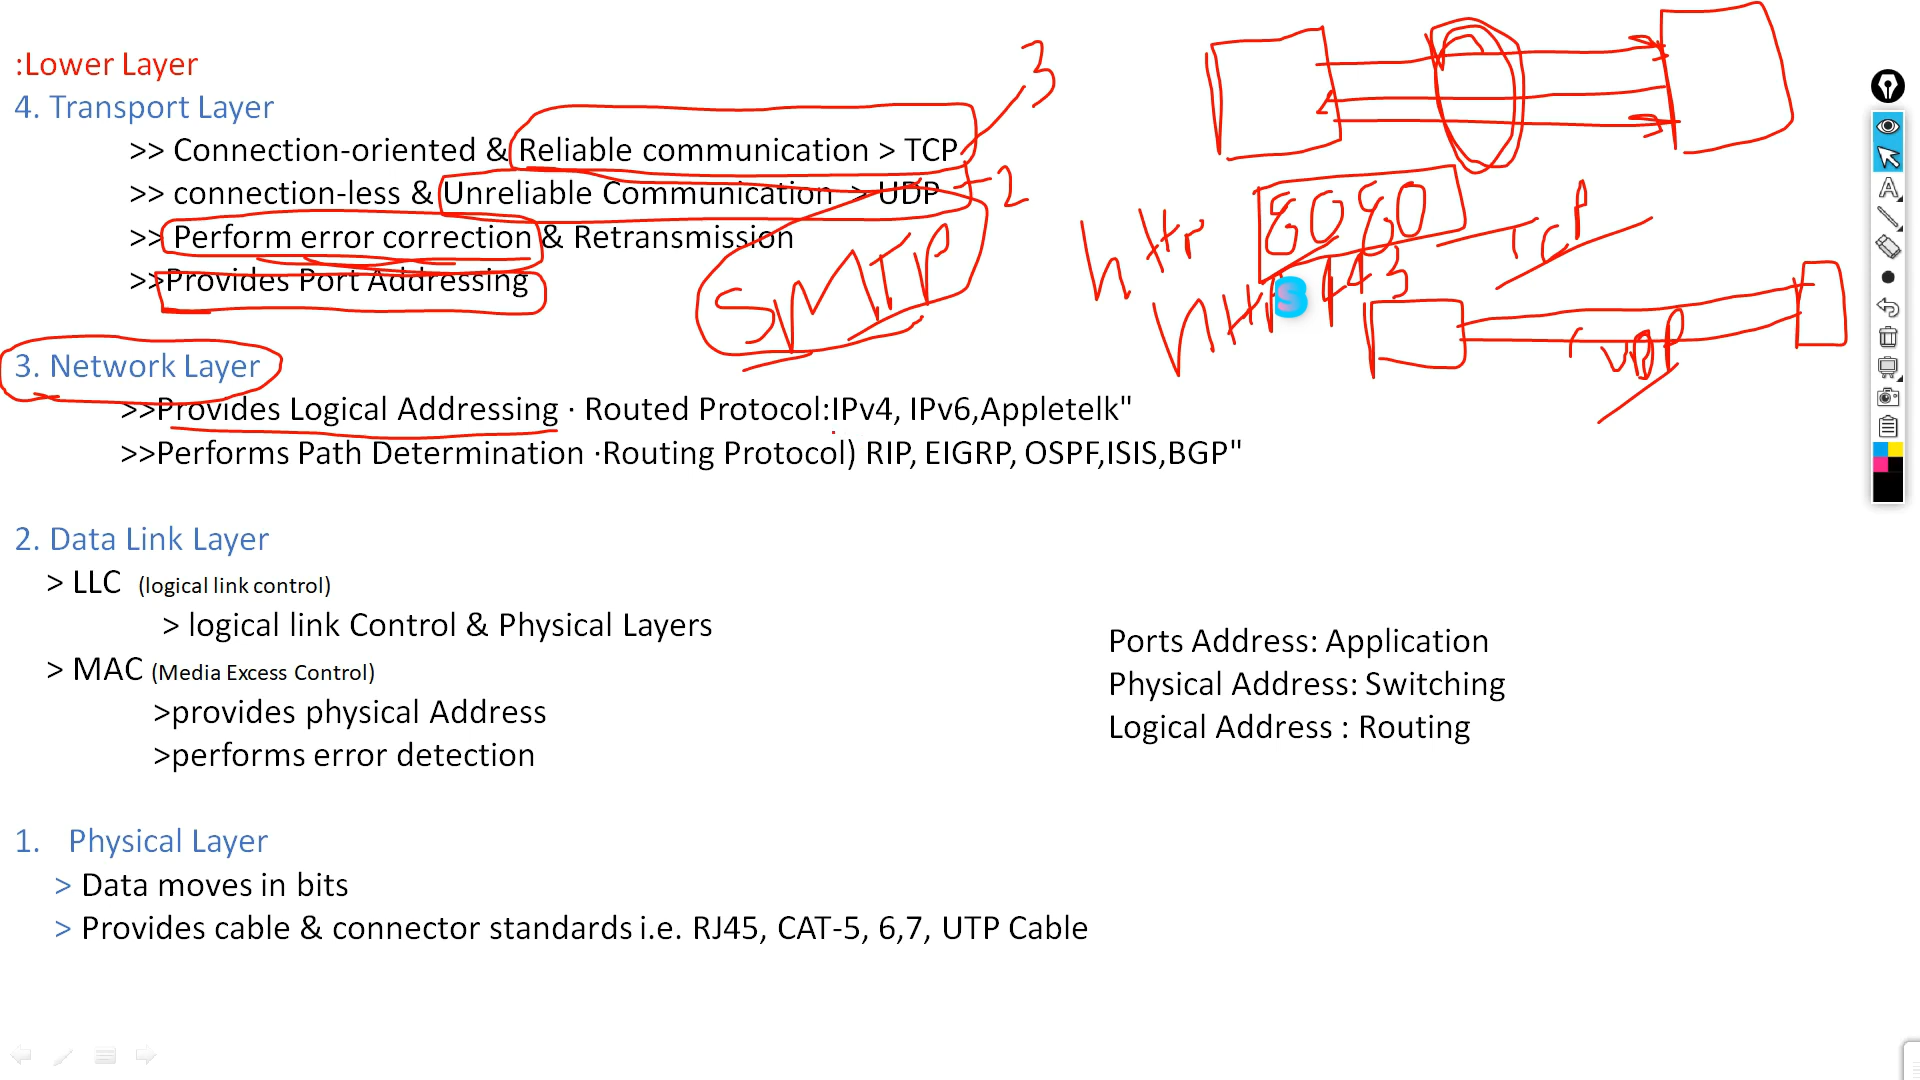 :Lower Layer
4. Transport Layer
>> Connection-oriented & Reliable communication > TCP
3
>> connection-less & Unreliable Communication > UDP
2
>> Perform error correction & Retransmission
>>Provides Port Addressing
SMTP
http
8080
TCP
https 443
UDP
3. Network Layer
>>Provides Logical Addressing · Routed Protocol:IPv4, IPv6,Appletelk"
>>Performs Path Determination ·Routing Protocol) RIP, EIGRP, OSPF,ISIS,BGP"
2. Data Link Layer
> LLC (logical link control)
> logical link Control & Physical Layers
> MAC (Media Excess Control)
>provides physical Address
>performs error detection
Ports Address: Application
Physical Address: Switching
Logical Address : Routing
1. Physical Layer
> Data moves in bits
> Provides cable & connector standards i.e. RJ45, CAT-5, 6,7, UTP Cable